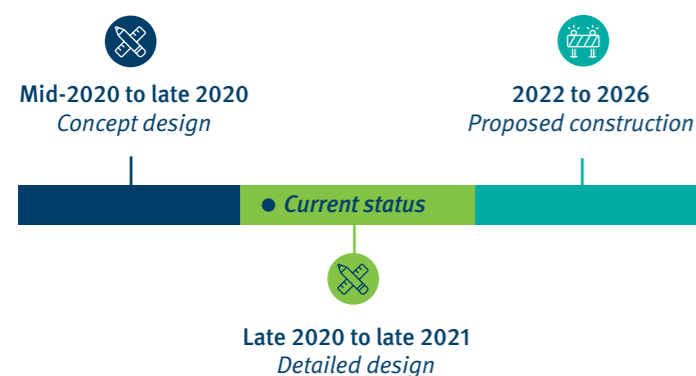 Mid-2020 to late 2020
Concept design
2022 to 2026
Proposed construction
Current status
Late 2020 to late 2021
Detailed design